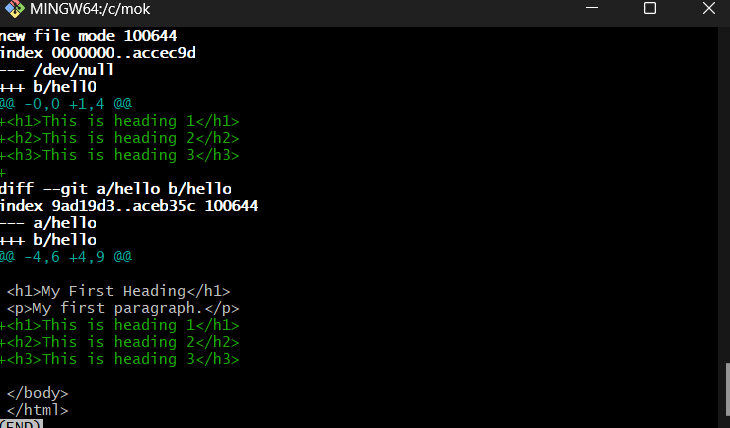 MINGW64:/c/mok
new file mode 100644
index 0000000..accec9d
--- /dev/null
+++ b/hell0
@@ -0,0 +1,4 @@
+<h1>This is heading 1</h1>
+<h2>This is heading 2</h2>
+<h3>This is heading 3</h3>
+
diff --git a/hello b/hello
index 9ad19d3..aceb35c 100644
--- a/hello
+++ b/hello
@@ -4,6 +4,9 @@

 <h1>My First Heading</h1>
 <p>My first paragraph.</p>
+<h1>This is heading 1</h1>
+<h2>This is heading 2</h2>
+<h3>This is heading 3</h3>

 </body>
 </html>
(END)